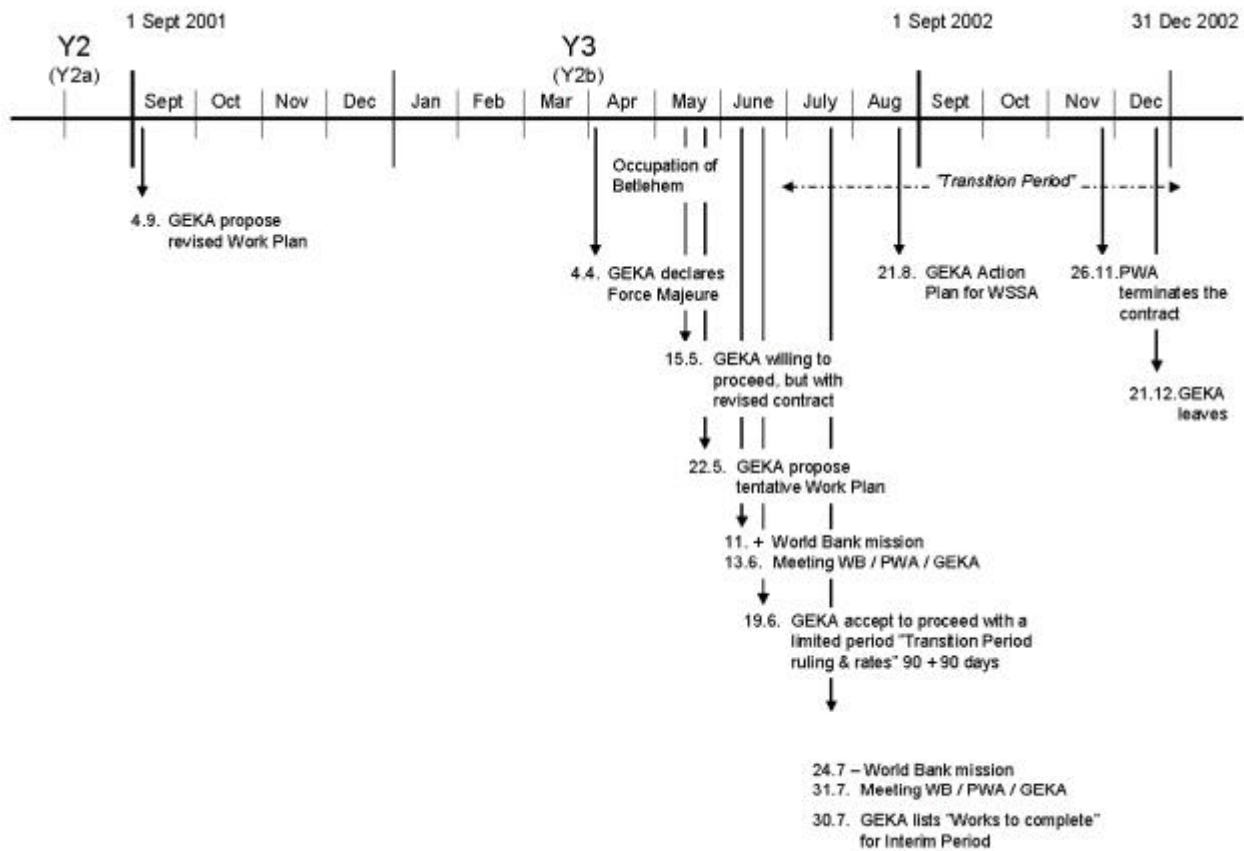 1 Sept 2001
1 Sept 2002
31 Dec 2002
Y2
(Y2a)
Y3
(Y2b)
Sept
Oct
Nov
Dec
Jan
Feb
Mar
Apr
May
June
July
Aug
Sept
Oct
Nov
Dec
Occupation of
Betlehem
"Transition Period"
4.9. GEKA propose
revised Work Plan
4.4. GEKA declares
Force Majeure
21.8. GEKA Action
Plan for WSSA
26.11.PWA
terminates the
contract
15.5. GEKA willing to
proceed, but with
revised contract
21.12.GEKA
leaves
22.5. GEKA propose
tentative Work Plan
11. + World Bank mission
13.6. Meeting WB / PWA / GEKA
19.6. GEKA accept to proceed with a
limited period "Transition Period
ruling & rates" 90 + 90 days
24.7 – World Bank mission
31.7. Meeting WB / PWA / GEKA
30.7. GEKA lists "Works to complete"
for Interim Period